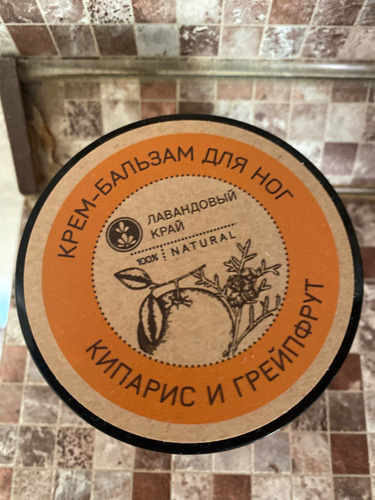 КРЕМ-БАЛЬЗАМ ДЛЯ НОГ
ЛАВАНДОВЫЙ
КРАЙ
100% NATURAL
КИПАРИС И ГРЕЙПФРУТ